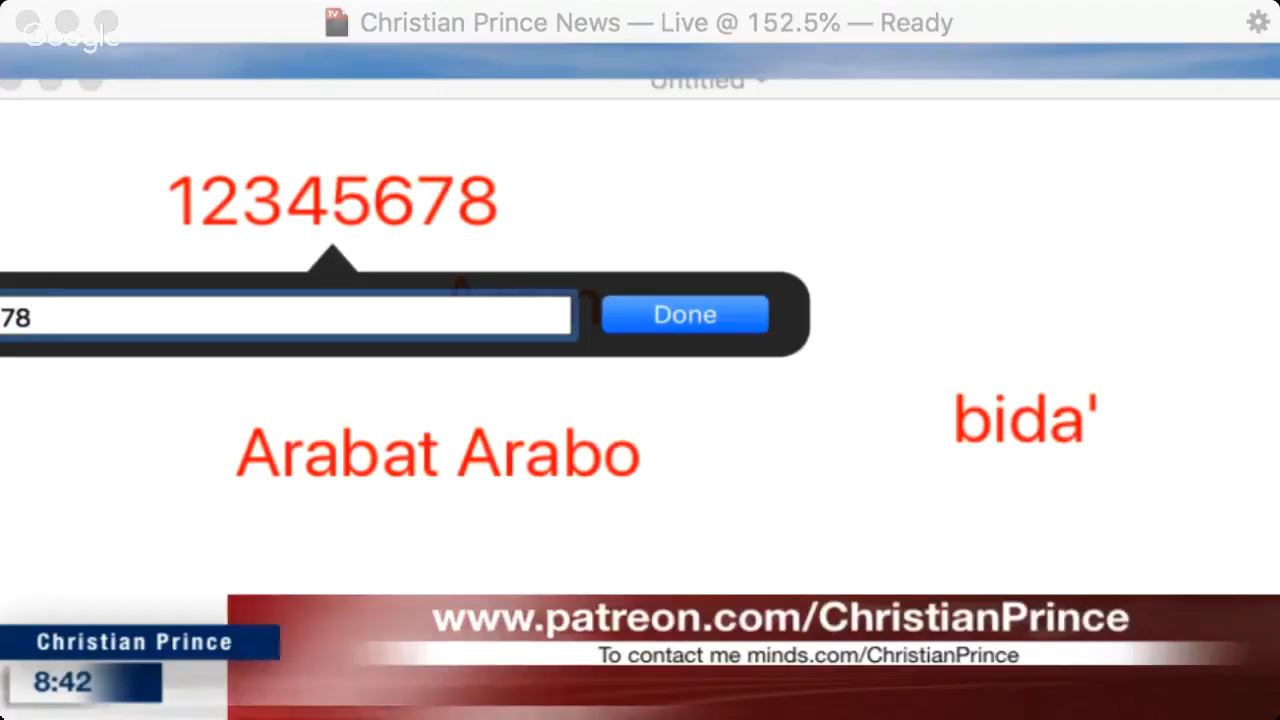 Christian Prince News — Live @ 152.5% — Ready
Google
Untitled
12345678
78
Done
bida'
Arabat Arabo
www.patreon.com/ChristianPrince
Christian Prince
To contact me minds.com/ChristianPrince
8:42